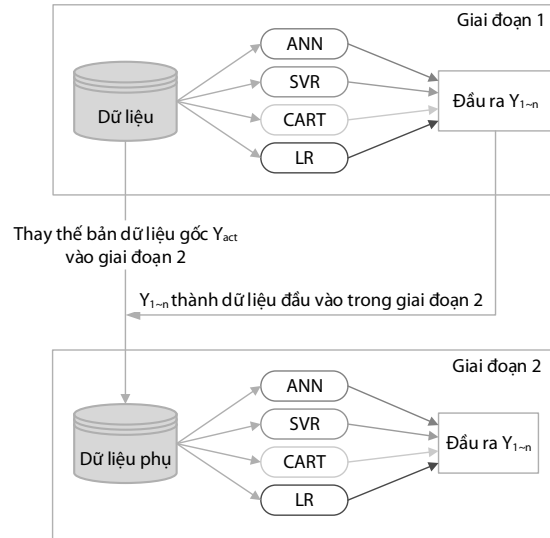 Giai đoạn 1
ANN
SVR
CART
LR
Dữ liệu
Đầu ra Y1~n
Thay thế bản dữ liệu gốc Yact
vào giai đoạn 2
Y1~n thành dữ liệu đầu vào trong giai đoạn 2
Giai đoạn 2
ANN
SVR
CART
LR
Dữ liệu phụ
Đầu ra Y1~n